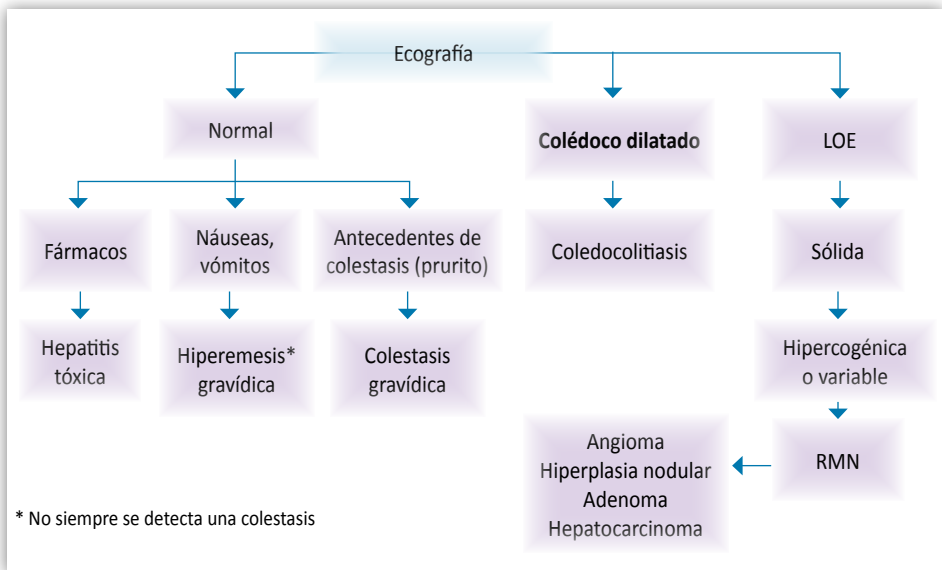 Ecografía
Normal
Colédoco dilatado
LOE
Fármacos
Náuseas,
vómitos
Antecedentes de
colestasis (prurito)
Coledocolitiasis
Sólida
Hepatitis
tóxica
Hiperemesis*
gravídica
Colestasis
gravídica
Hipercogénica
o variable
Angioma
Hiperplasia nodular
Adenoma
Hepatocarcinoma
RMN
* No siempre se detecta una colestasis